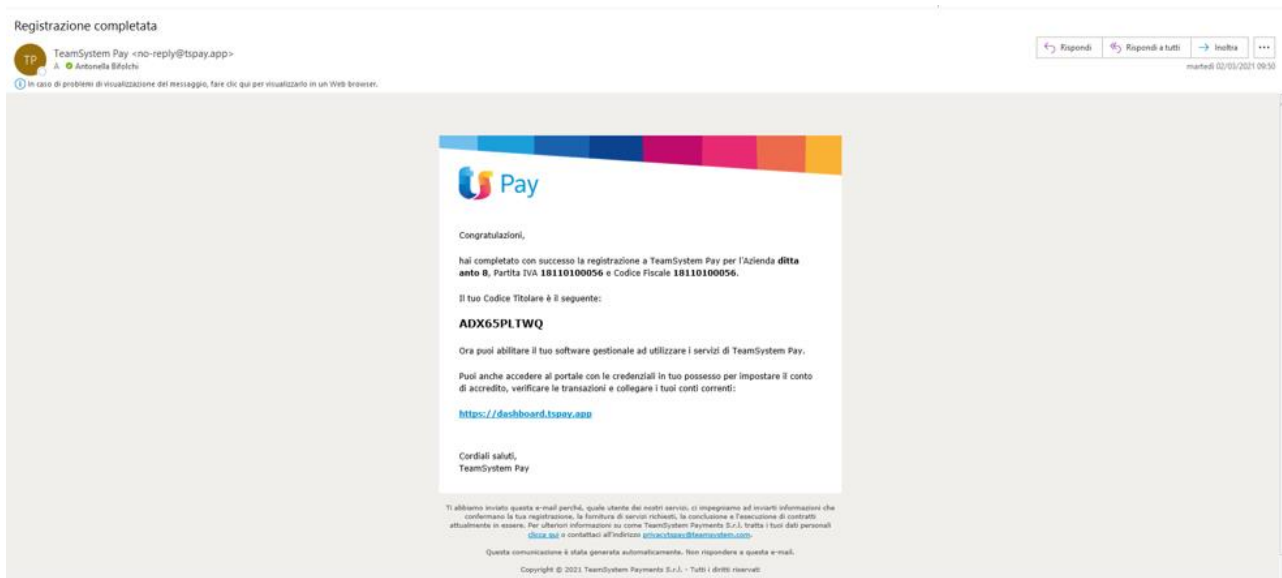 Registrazione completata
TP
TeamSystem Pay <no-reply@tspay.app>
A Antonella Bifolchi
Rispondi
Rispondi a tutti
Inoltra
martedì 02/03/2021 09:50
In caso di problemi di visualizzazione del messaggio, fare clic qui per visualizzarlo in un Web browser.
ts Pay
Congratulazioni,
hai completato con successo la registrazione a TeamSystem Pay per l'Azienda ditta
anto 8, Partita IVA 18110100056 e Codice Fiscale 18110100056.
Il tuo Codice Titolare è il seguente:
ADX65PLTWQ
Ora puoi abilitare il tuo software gestionale ad utilizzare i servizi di TeamSystem Pay.
Puoi anche accedere al portale con le credenziali in tuo possesso per impostare il conto
di accredito, verificare le transazioni e collegare i tuoi conti correnti:
https://dashboard.tspay.app
Cordiali saluti,
TeamSystem Pay
Ti abbiamo inviato questa e-mail perché, quale utente dei nostri servizi, ci impegniamo ad inviarti informazioni che
confermano la tua registrazione, la fornitura di servizi richiesti, la conclusione e l'esecuzione di contratti
attualmente in essere. Per ulteriori informazioni su come TeamSystem Payments S.r.l. tratta i tuoi dati personali
clicca qui o contattaci all'indirizzo privacytspay@teamsystem.com.
Questa comunicazione è stata generata automaticamente. Non rispondere a questa e-mail.
Copyright © 2021 TeamSystem Payments S.r.l. - Tutti i diritti riservati